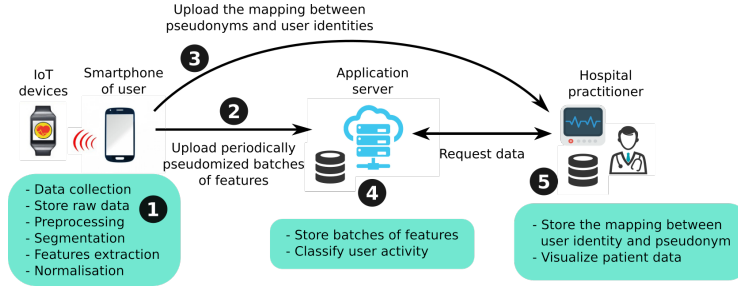 Upload the mapping between
pseudonyms and user identities
3
IoT
devices
Smartphone
of user
Application
server
Hospital
practitioner
2
Upload periodically
pseudomized batches
of features
Request data
1
- Data collection
- Store raw data
- Preprocessing
- Segmentation
- Features extraction
- Normalisation
4
- Store batches of features
- Classify user activity
5
- Store the mapping between
user identity and pseudonym
- Visualize patient data